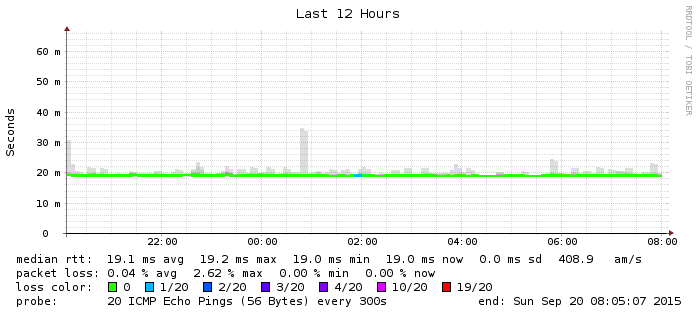 Last 12 Hours
RRDTOOL / TOBI OETIKER
Seconds
60 m
50 m
40 m
30 m
20 m
10 m
0
22:00 00:00 02:00 04:00 06:00 08:00
median rtt: 19.1 ms avg 19.2 ms max 19.0 ms min 19.0 ms now 0.0 ms sd 408.9 am/s
packet loss: 0.04 % avg 2.62 % max 0.00 % min 0.00 % now
loss color: 0 1/20 2/20 3/20 4/20 10/20 19/20
probe: 20 ICMP Echo Pings (56 Bytes) every 300s end: Sun Sep 20 08:05:07 2015